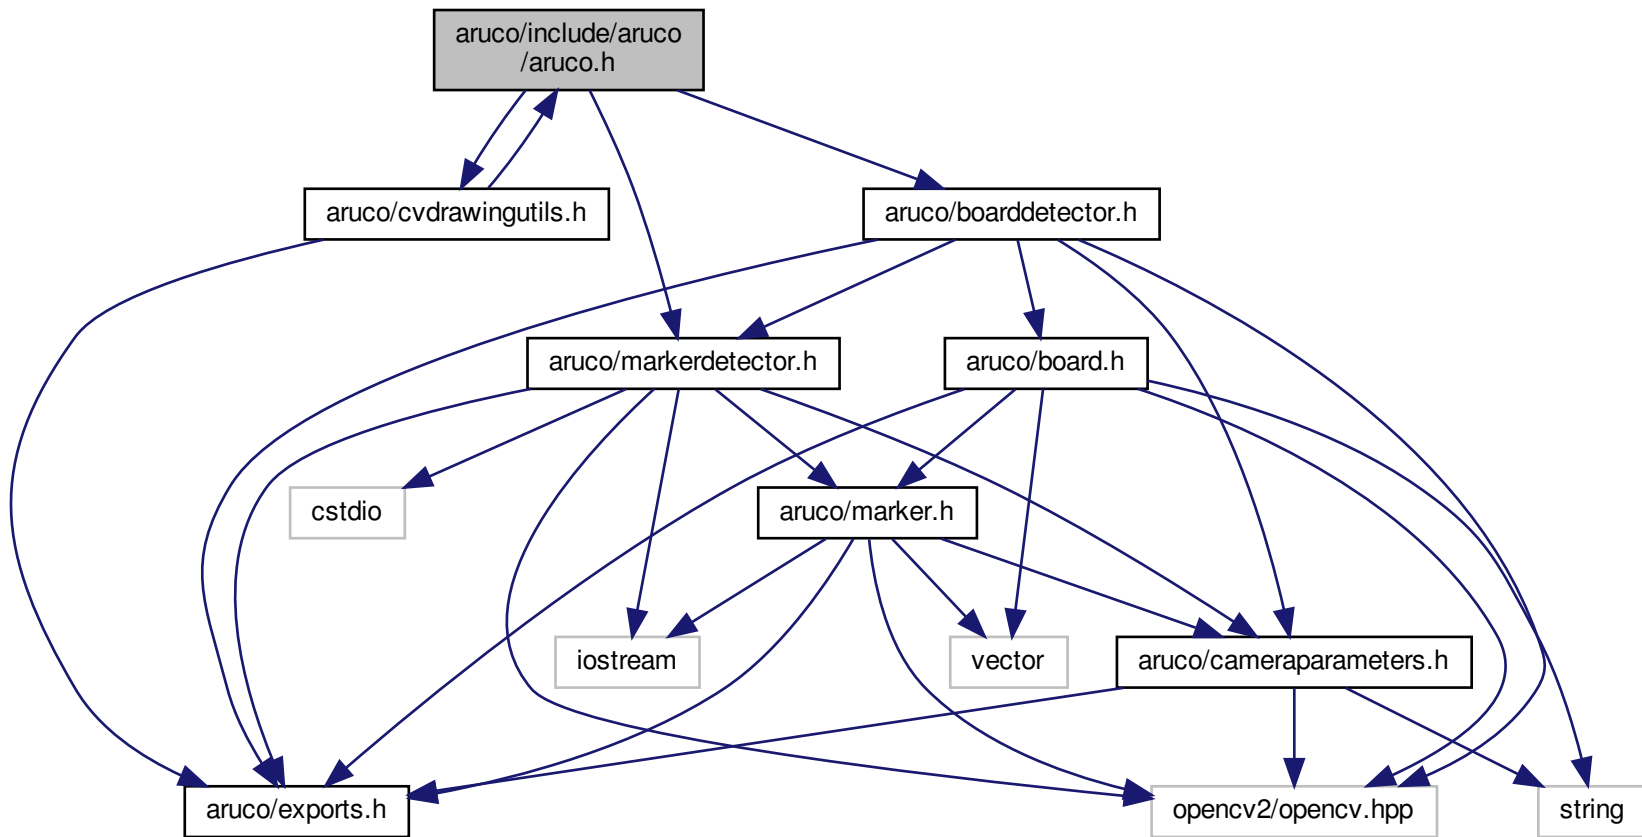 aruco/include/aruco
/aruco.h
aruco/cvdrawingutils.h
aruco/boarddetector.h
aruco/markerdetector.h
aruco/board.h
cstdio
aruco/marker.h
iostream
vector
aruco/cameraparameters.h
aruco/exports.h
opencv2/opencv.hpp
string